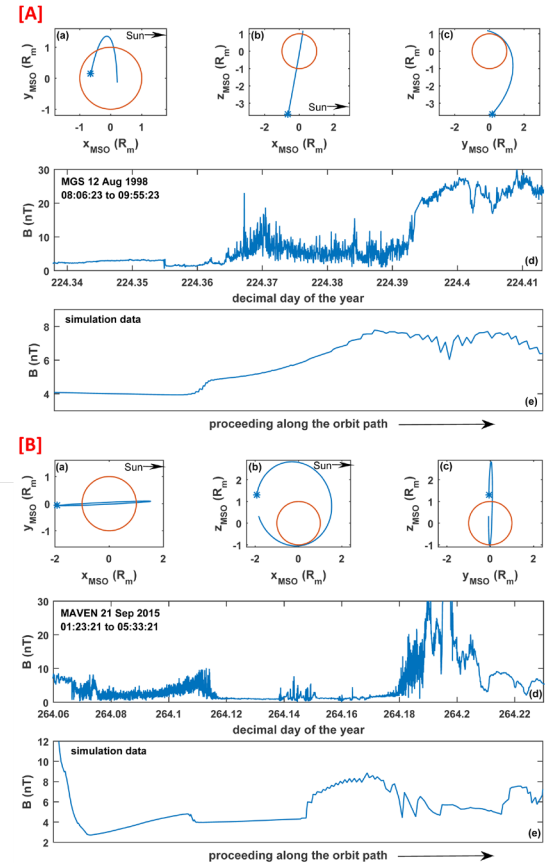 [A]
(a) Sun
(b)
(c)
y_MSO (R_m)
1
0
-1
-1 0 1
x_MSO (R_m)
z_MSO (R_m)
1
0
-1
-2
-3
-2 0 2
x_MSO (R_m)
Sun
z_MSO (R_m)
1
0
-1
-2
-3
-2 0 2
y_MSO (R_m)
B (nT)
30
20
10
0
MGS 12 Aug 1998
08:06:23 to 09:55:23
(d)
224.34 224.35 224.36 224.37 224.38 224.39 224.4 224.41
decimal day of the year
B (nT)
8
6
4
simulation data
(e)
proceeding along the orbit path
[B]
(a) Sun
(b) Sun
(c)
y_MSO (R_m)
1
0
-1
-2 0 2
x_MSO (R_m)
z_MSO (R_m)
2
1
0
-1
-2 0 2
x_MSO (R_m)
z_MSO (R_m)
2
1
0
-1
-2 0 2
y_MSO (R_m)
B (nT)
30
20
10
0
MAVEN 21 Sep 2015
01:23:21 to 05:33:21
(d)
264.06 264.08 264.1 264.12 264.14 264.16 264.18 264.2 264.22
decimal day of the year
B (nT)
12
10
8
6
4
2
simulation data
(e)
proceeding along the orbit path